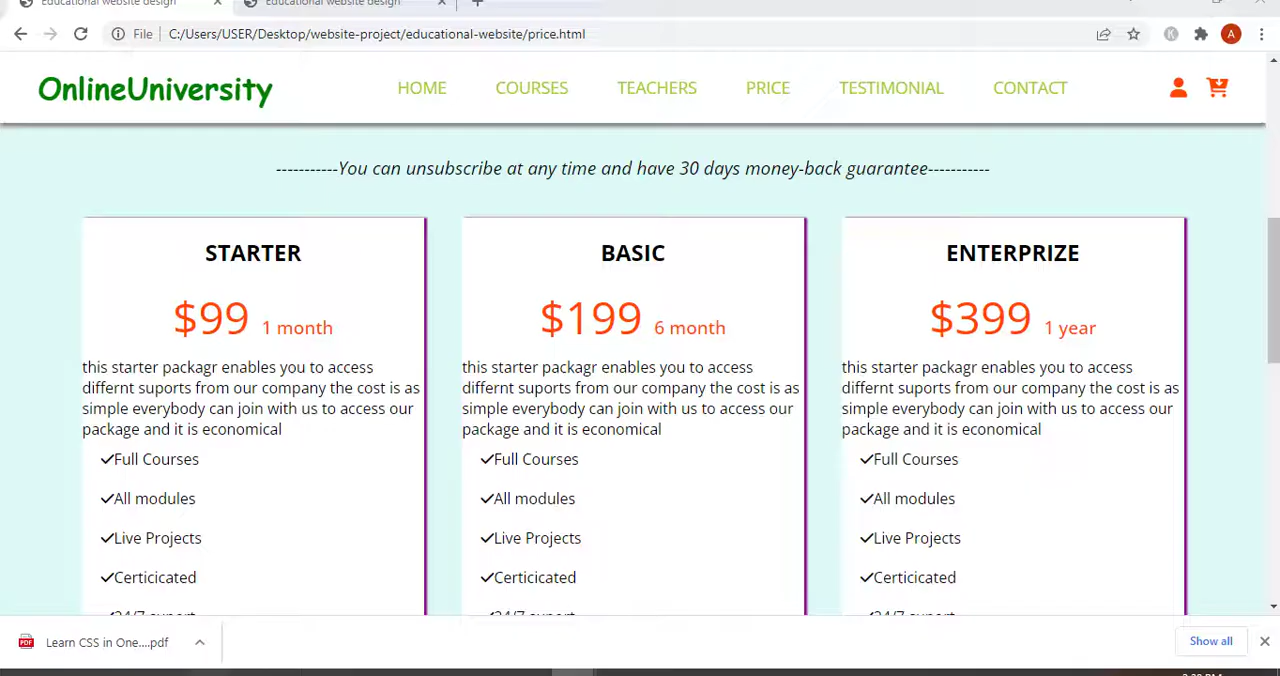 Educational website design
Educational website design
File
C:/Users/USER/Desktop/website-project/educational-website/price.html
A
OnlineUniversity
HOME
COURSES
TEACHERS
PRICE
TESTIMONIAL
CONTACT
-----------You can unsubscribe at any time and have 30 days money-back guarantee-----------
STARTER
$99 1 month
this starter packagr enables you to access
differnt suports from our company the cost is as
simple everybody can join with us to access our
package and it is economical
Full Courses
All modules
Live Projects
Certicicated
BASIC
$199 6 month
this starter packagr enables you to access
differnt suports from our company the cost is as
simple everybody can join with us to access our
package and it is economical
Full Courses
All modules
Live Projects
Certicicated
ENTERPRIZE
$399 1 year
this starter packagr enables you to access
differnt suports from our company the cost is as
simple everybody can join with us to access our
package and it is economical
Full Courses
All modules
Live Projects
Certicicated
PDF
Learn CSS in One....pdf
Show all